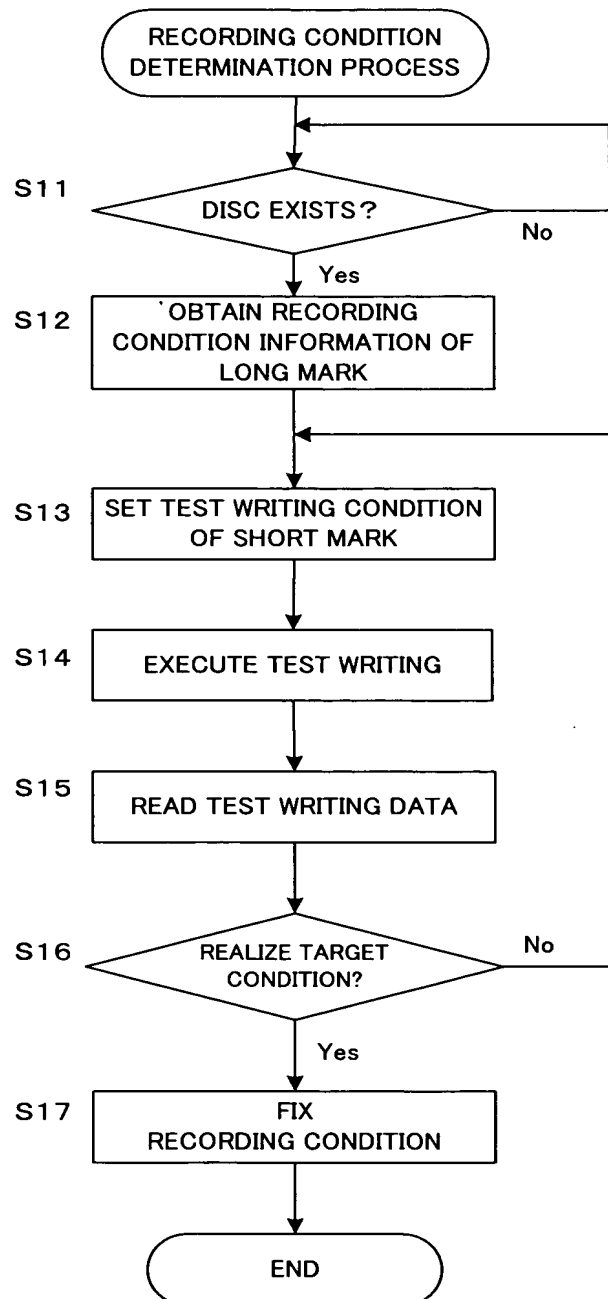 RECORDING CONDITION
DETERMINATION PROCESS
S11
DISC EXISTS?
No
Yes
S12
OBTAIN RECORDING
CONDITION INFORMATION OF
LONG MARK
S13
SET TEST WRITING CONDITION
OF SHORT MARK
S14
EXECUTE TEST WRITING
S15
READ TEST WRITING DATA
S16
REALIZE TARGET
CONDITION?
No
Yes
S17
FIX
RECORDING CONDITION
END